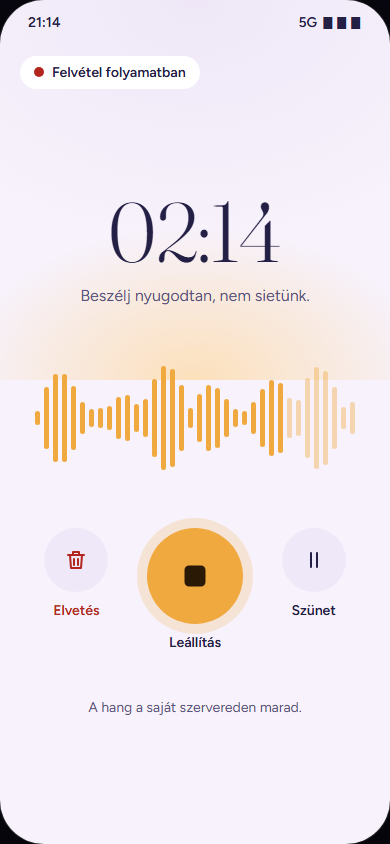 21:14
5G
Felvétel folyamatban
02:14
Beszélj nyugodtan, nem sietünk.
Elvetés
Szünet
Leállítás
A hang a saját szervereden marad.